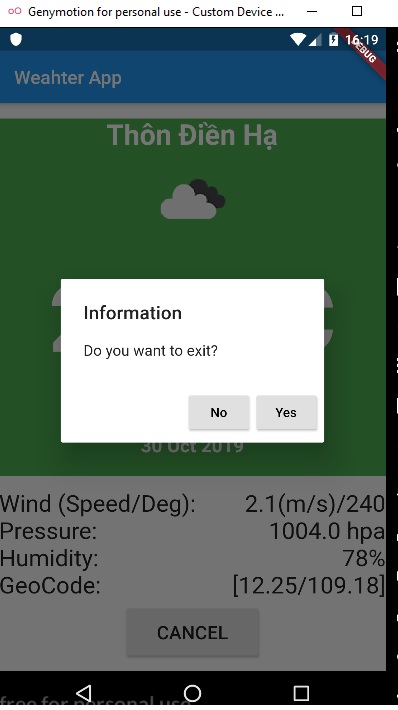 Genymotion for personal use - Custom Device ...
DEBUG
16:19
Weahter App
Thôn Điền Hạ
2
C
Information
Do you want to exit?
No
Yes
30 Oct 2019
Wind (Speed/Deg): 2.1(m/s)/240
Pressure: 1004.0 hpa
Humidity: 78%
GeoCode: [12.25/109.18]
CANCEL
free for personal use